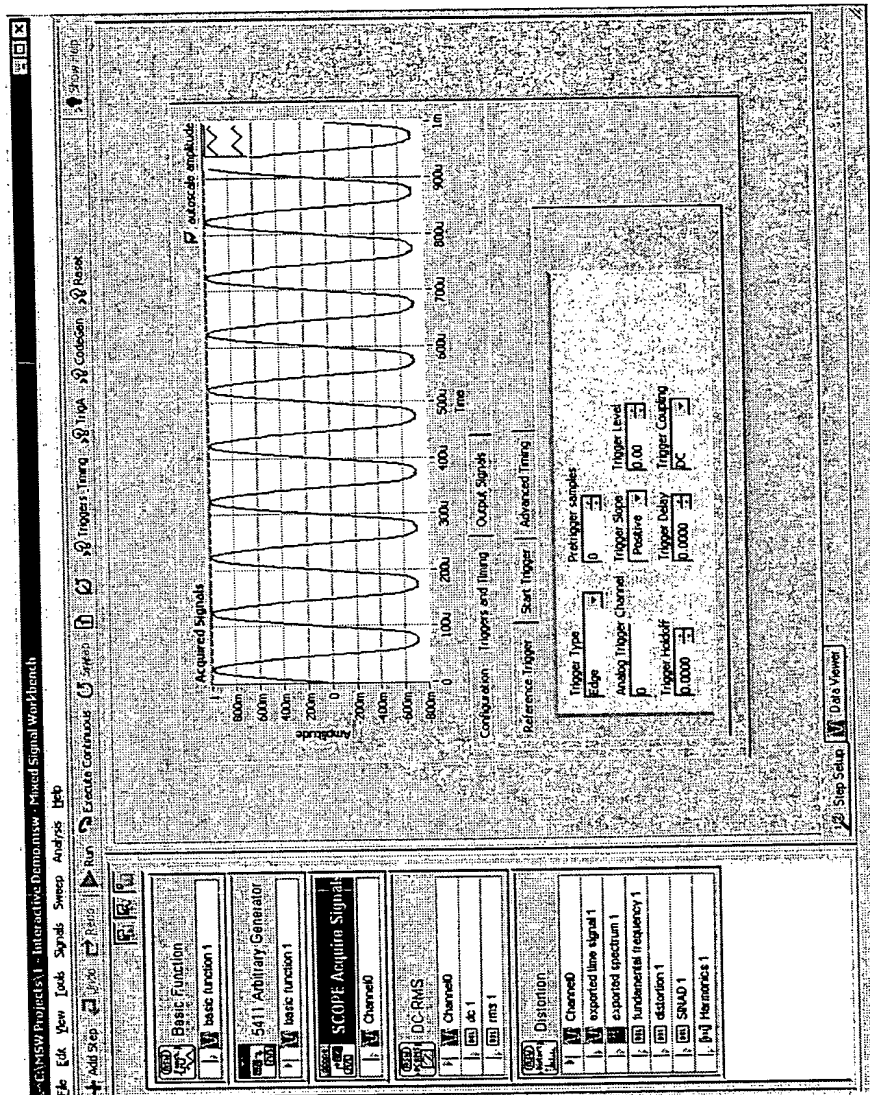 C:\MSW Projects\1 - Interactive Demo.msw - Mixed Signal Workbench
File Edit View Tools Signals Sweep Analysis Help
Add Step Undo Redo Run Execute Continuous Triggers-Timing TrigA CodeGen Reset Show Help
Basic Function
basic function 1
5411 Arbitrary Generator
basic function 1
SCOPE Acquire Signals
Channel0
DC-RMS
Channel0
dc 1
rms 1
Distortion
Channel0
exported time signal 1
exported spectrum 1
fundamental frequency 1
distortion 1
SINAD 1
Harmonics 1
Acquired Signals
autoscale amplitude
Amplitude
1
800m
600m
400m
200m
0
-200m
-400m
-600m
-800m
0 100u 200u 300u 400u 500u 600u 700u 800u 900u 1m
Time
Configuration Triggers and Timing Output Signals
Reference Trigger Start Trigger Advanced Timing
Trigger Type Pretrigger samples
Edge 0
Analog Trigger Channel Trigger Slope Trigger Level
0 Positive 0.00
Trigger Holdoff Trigger Delay Trigger Coupling
0.0000 0.0000 DC
Step Setup Data Viewer